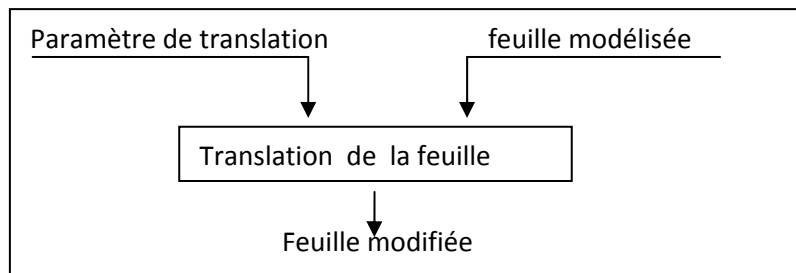 Paramètre de translation
feuille modélisée
Translation de la feuille
Feuille modifiée